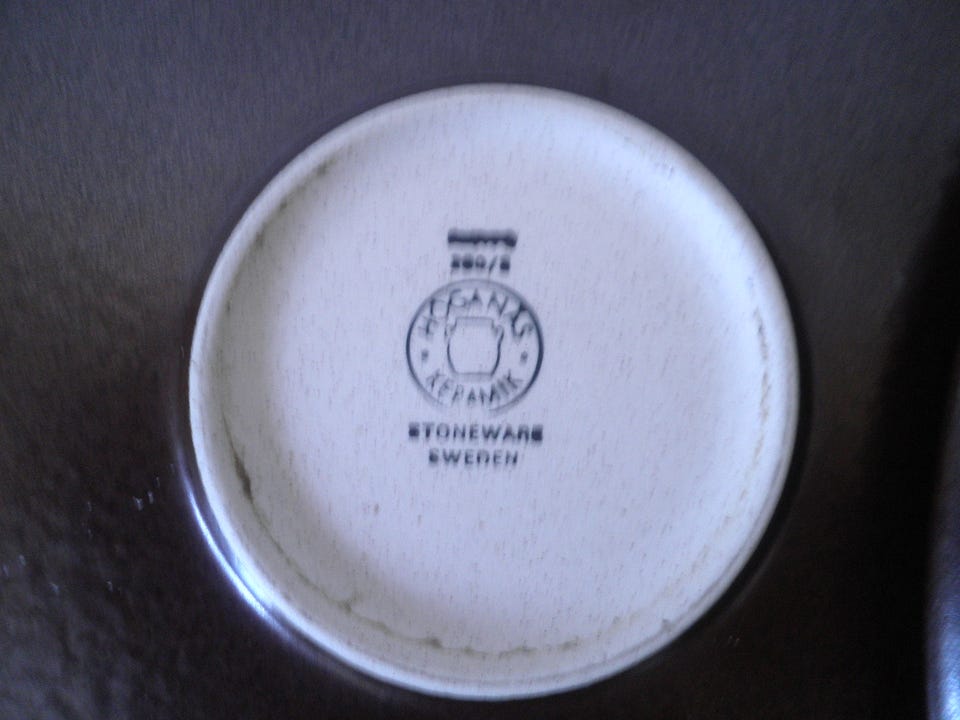 HÖGANÄS
KERAMIK
STONEWARE
SWEDEN